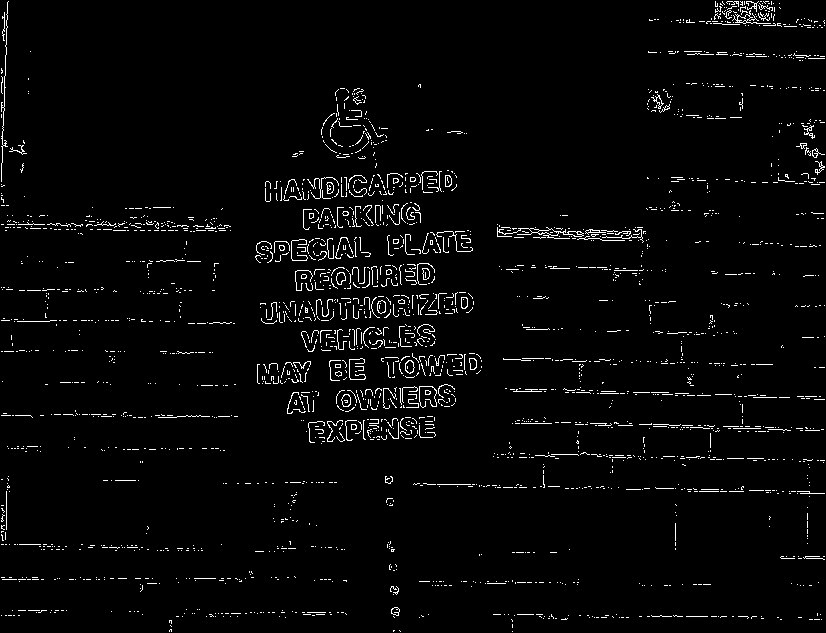 HANDICAPPED
PARKING
SPECIAL PLATE
REQUIRED
UNAUTHORIZED
VEHICLES
MAY BE TOWED
AT OWNERS
EXPENSE